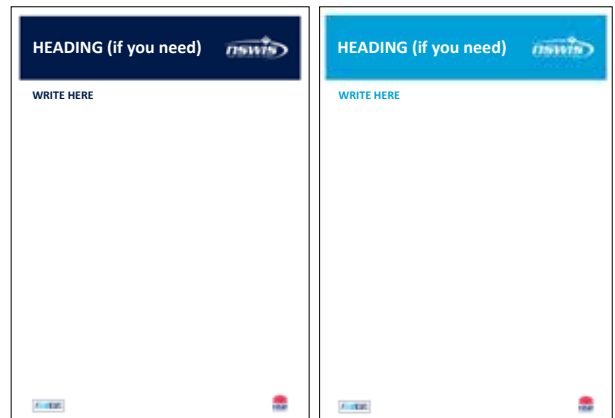 HEADING (if you need)
nswis
WRITE HERE
HEADING (if you need)
nswis
WRITE HERE